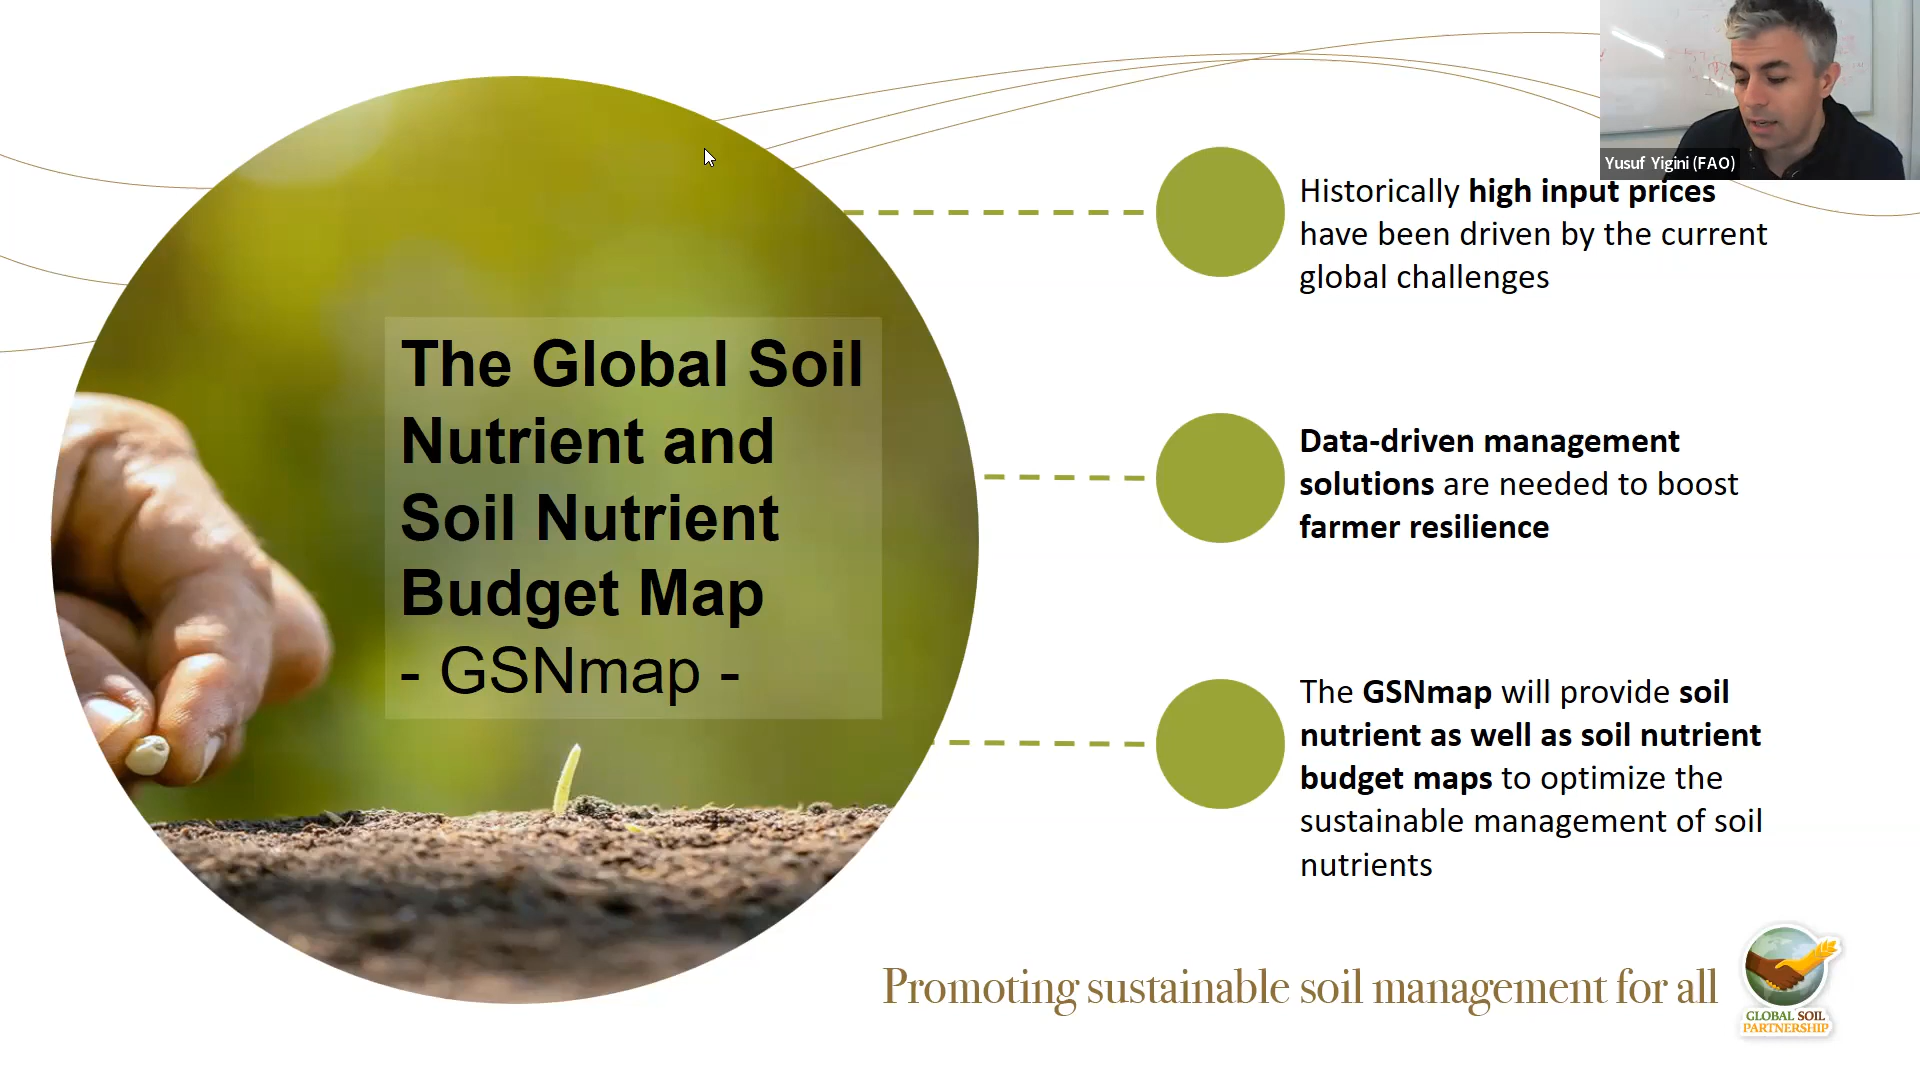 The Global Soil
Nutrient and
Soil Nutrient
Budget Map
- GSNmap -
Yusuf Yigini (FAO)
Historically high input prices
have been driven by the current
global challenges
Data-driven management
solutions are needed to boost
farmer resilience
The GSNmap will provide soil
nutrient as well as soil nutrient
budget maps to optimize the
sustainable management of soil
nutrients
Promoting sustainable soil management for all
GLOBAL SOIL
PARTNERSHIP